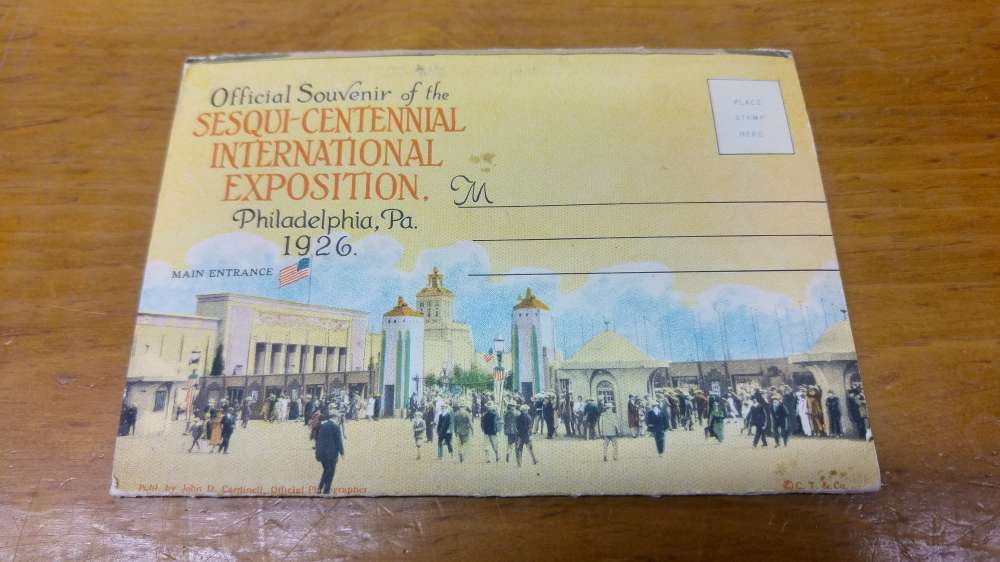 Official Souvenir of the
SESQUI-CENTENNIAL
INTERNATIONAL
EXPOSITION.
Philadelphia, Pa.
1926.
PLACE
STAMP
HERE
M
MAIN ENTRANCE
Publ. by John D. Cardinell, Official Photographer
© C. T. & Co.